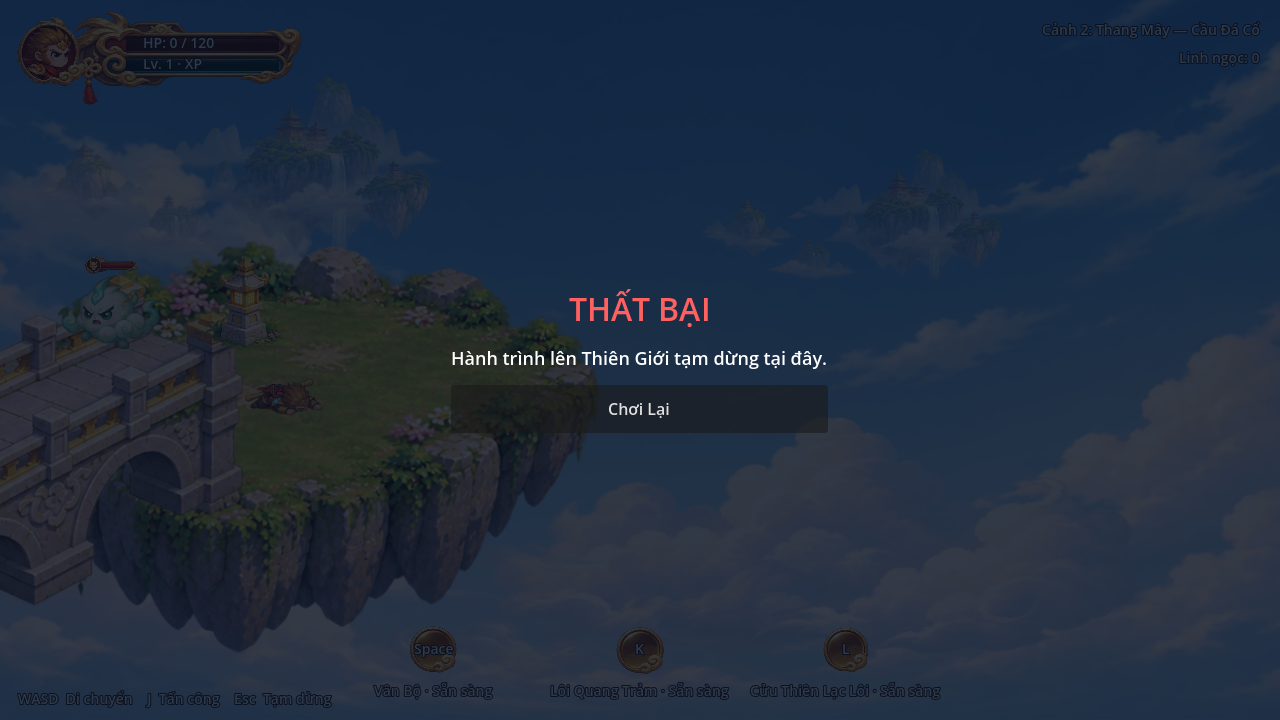 HP: 0 / 120
Lv. 1 · XP
Cảnh 2: Thang Mây — Cầu Đá Cổ
Linh ngọc: 0
THẤT BẠI
Hành trình lên Thiên Giới tạm dừng tại đây.
Chơi Lại
Space
K
L
Vân Bộ · Sẵn sàng
Lôi Quang Trảm · Sẵn sàng
Cửu Thiên Lạc Lôi · Sẵn sàng
WASD Di chuyển J Tấn công Esc Tạm dừng